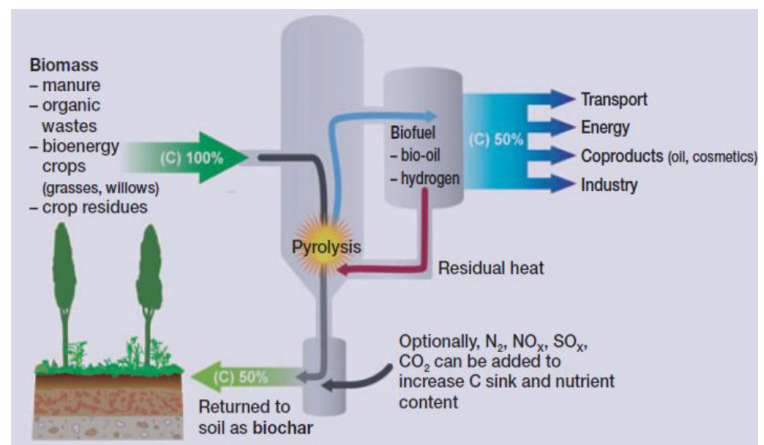 Biomass
– manure
– organic
wastes
– bioenergy
crops
(grasses, willows)
– crop residues
(C) 100%
Pyrolysis
Biofuel
- bio-oil
- hydrogen
(C) 50%
Transport
Energy
Coproducts (oil, cosmetics)
Industry
Residual heat
Optionally, N₂, NOₓ, SOₓ,
CO₂ can be added to
increase C sink and nutrient
content
(C) 50%
Returned to
soil as biochar